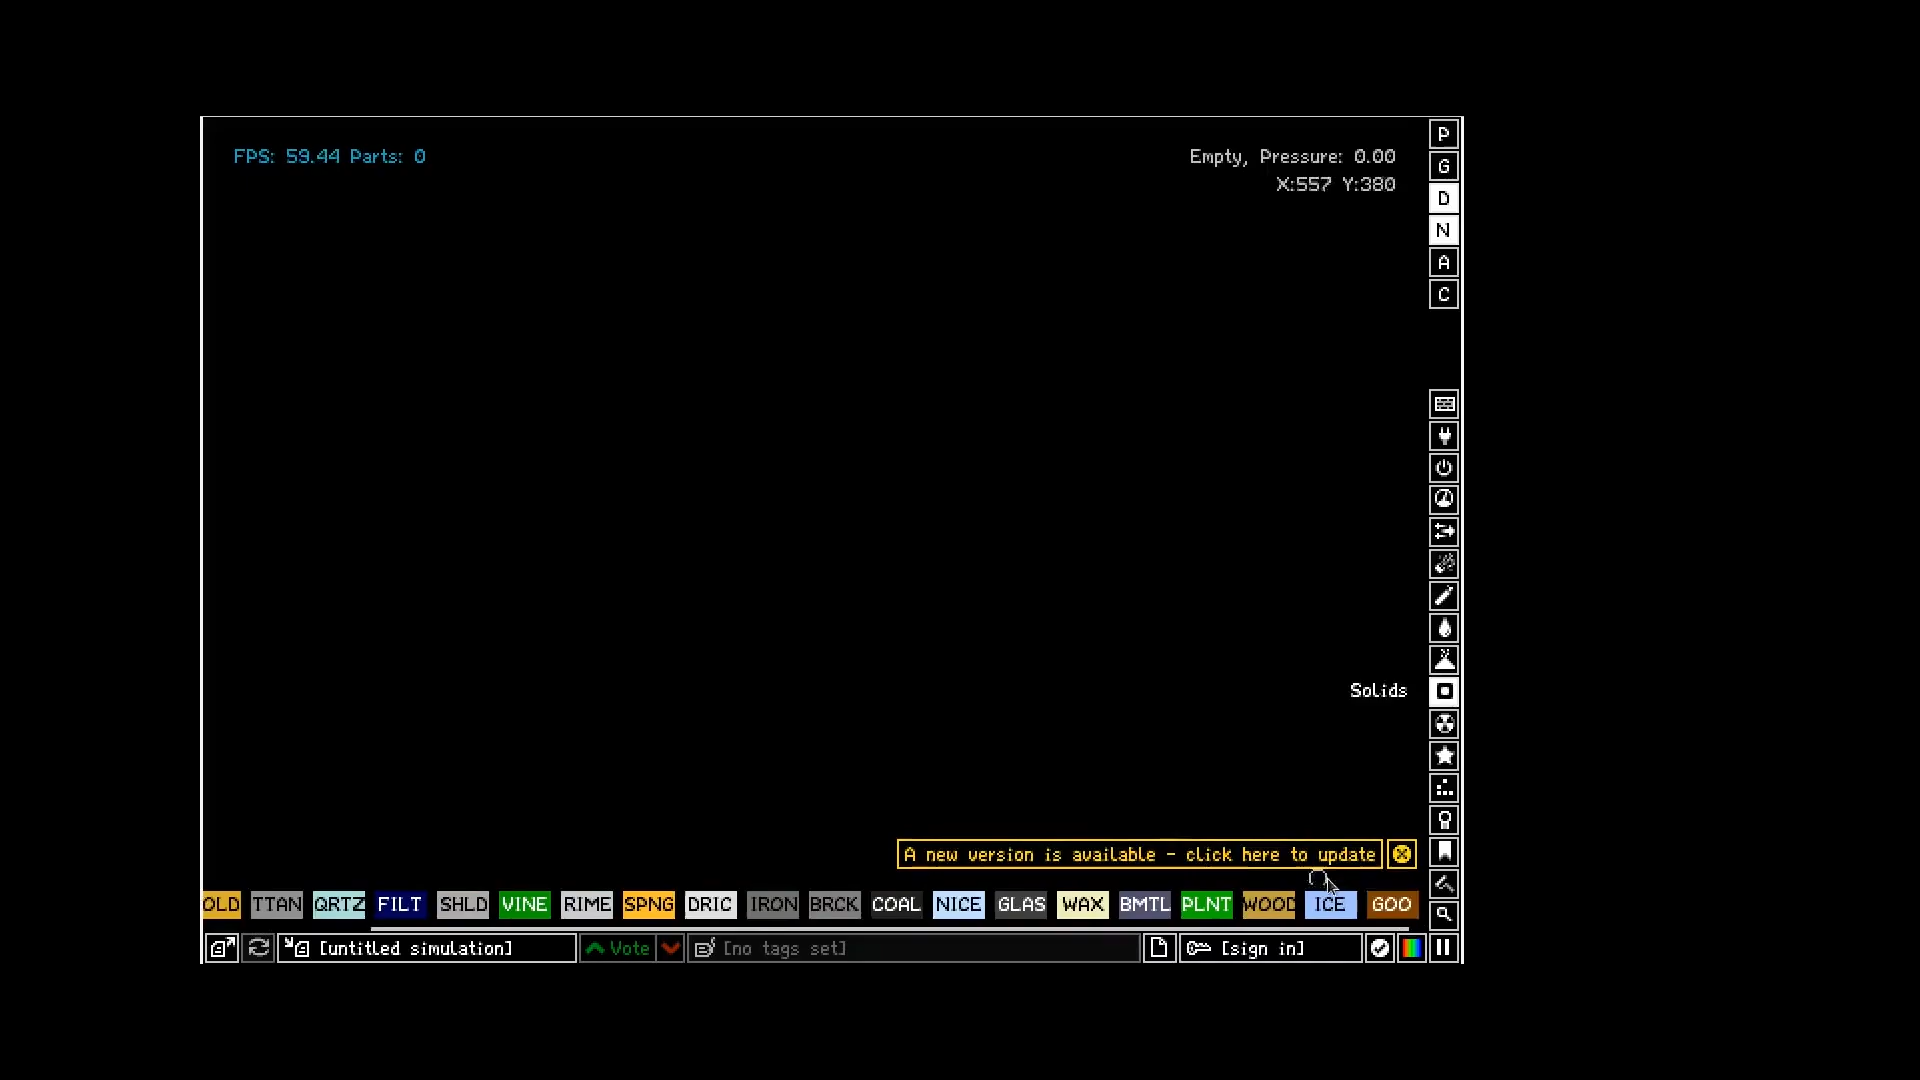 P
FPS: 59.44 Parts: 0
Empty, Pressure: 0.00
G
X:557 Y:380
D
N
A
C
Solids
A new version is available - click here to update
OLD TTAN QRTZ FILT SHLD VINE RIME SPNG DRIC IRON BRCK COAL NICE GLAS WAX BMTL PLNT WOOD ICE GOO
[untitled simulation] Vote [no tags set] [sign in]